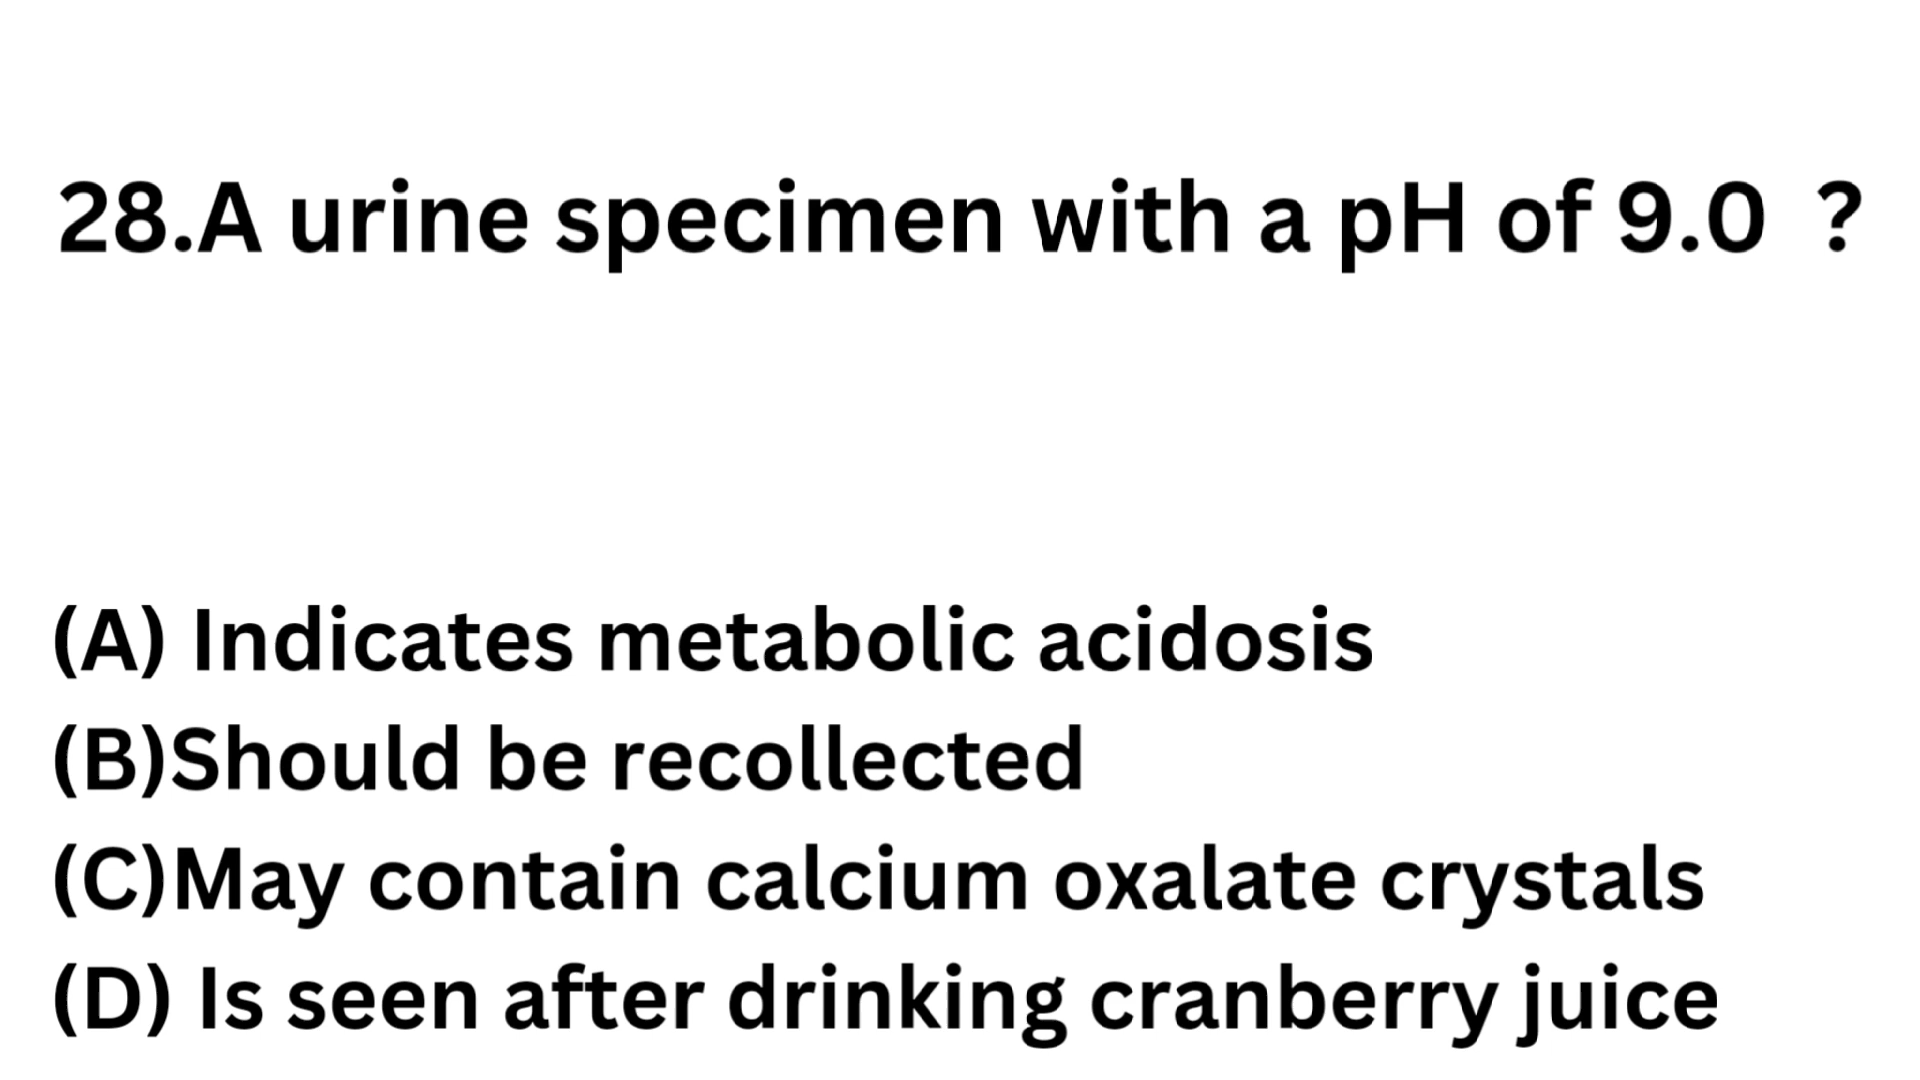 28.A urine specimen with a pH of 9.0 ?
(A) Indicates metabolic acidosis
(B)Should be recollected
(C)May contain calcium oxalate crystals
(D) Is seen after drinking cranberry juice